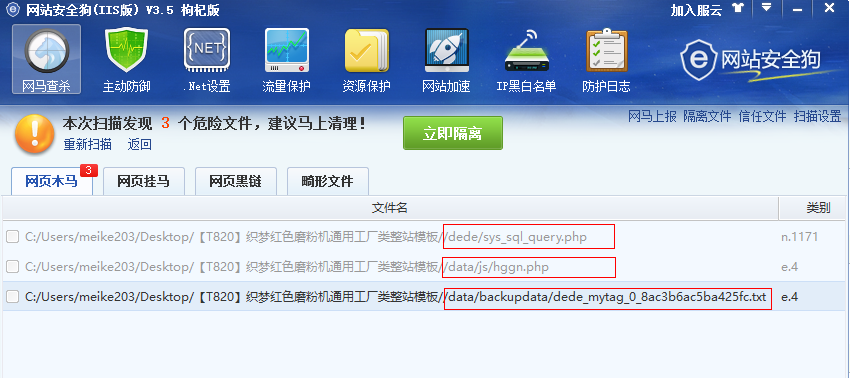 网站安全狗(IIS版) V3.5 枸杞版
加入服云
网马查杀
主动防御
.NET
.Net设置
流量保护
资源保护
网站加速
IP黑白名单
防护日志
网站安全狗
网马上报 隔离文件 信任文件 扫描设置
本次扫描发现 3 个危险文件，建议马上清理！
重新扫描 返回
立即隔离
网页木马 3 网页挂马 网页黑链 畸形文件
文件名 类别
C:/Users/meike203/Desktop/【T820】织梦红色磨粉机通用工厂类整站模板//dede/sys_sql_query.php n.1171
C:/Users/meike203/Desktop/【T820】织梦红色磨粉机通用工厂类整站模板//data/js/hggn.php e.4
C:/Users/meike203/Desktop/【T820】织梦红色磨粉机通用工厂类整站模板//data/backupdata/dede_mytag_0_8ac3b6ac5ba425fc.txt e.4